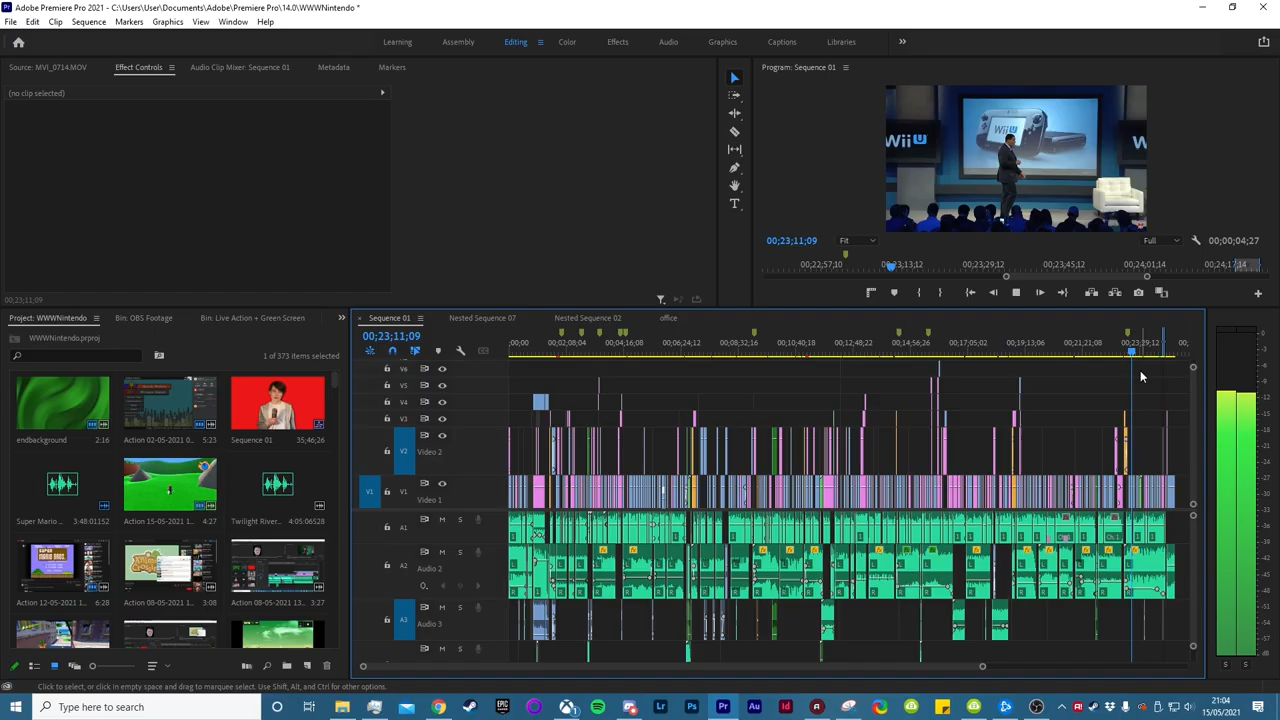 Adobe Premiere Pro 2021 - C:\Users\User\Documents\Adobe\Premiere Pro\14.0\WWWNintendo *
File Edit Clip Sequence Markers Graphics View Window Help
Learning Assembly Editing Color Effects Audio Graphics Captions Libraries
Source: MVI_0714.MOV Effect Controls Audio Clip Mixer: Sequence 01 Metadata Markers
Program: Sequence 01
(no clip selected)
WiiU
WiiU
00;23;11;09 Fit Full 00;00;04;27
00;22;57;10 00;23;13;12 00;23;29;12 00;23;45;12 00;24;01;14 00;24;17;14
00;23;11;09
Project: WWWNintendo Bin: OBS Footage Bin: Live Action + Green Screen
WWWNintendo.prproj
1 of 373 items selected
endbackground 2:16
Action 02-05-2021 5:23
Sequence 01 35;46;26
Super Mario ... 3:48:01152
Action 15-05-2021 4:27
Twilight River... 4:05:06528
Action 12-05-2021 6:28
Action 08-05-2021 3:08
Action 08-05-2021 3:27
Sequence 01 Nested Sequence 07 Nested Sequence 02 office
00;23;11;09
;00;00 00;02;08;04 00;04;16;08 00;06;24;12 00;08;32;16 00;10;40;18 00;12;48;22 00;14;56;26 00;17;05;02 00;19;13;06 00;21;21;08 00;23;29;12 00;
V6
V5
V4
V3
V2 Video 2
V1 V1 Video 1
A1 M S
A2 M S Audio 2
A3 M S Audio 3
M S
0
-6
-12
-18
-24
-30
-36
-42
-48
-54
dB
S S
Click to select, or click in empty space and drag to marquee select. Use Shift, Alt, and Ctrl for other options.
Type here to search
21:04
15/05/2021